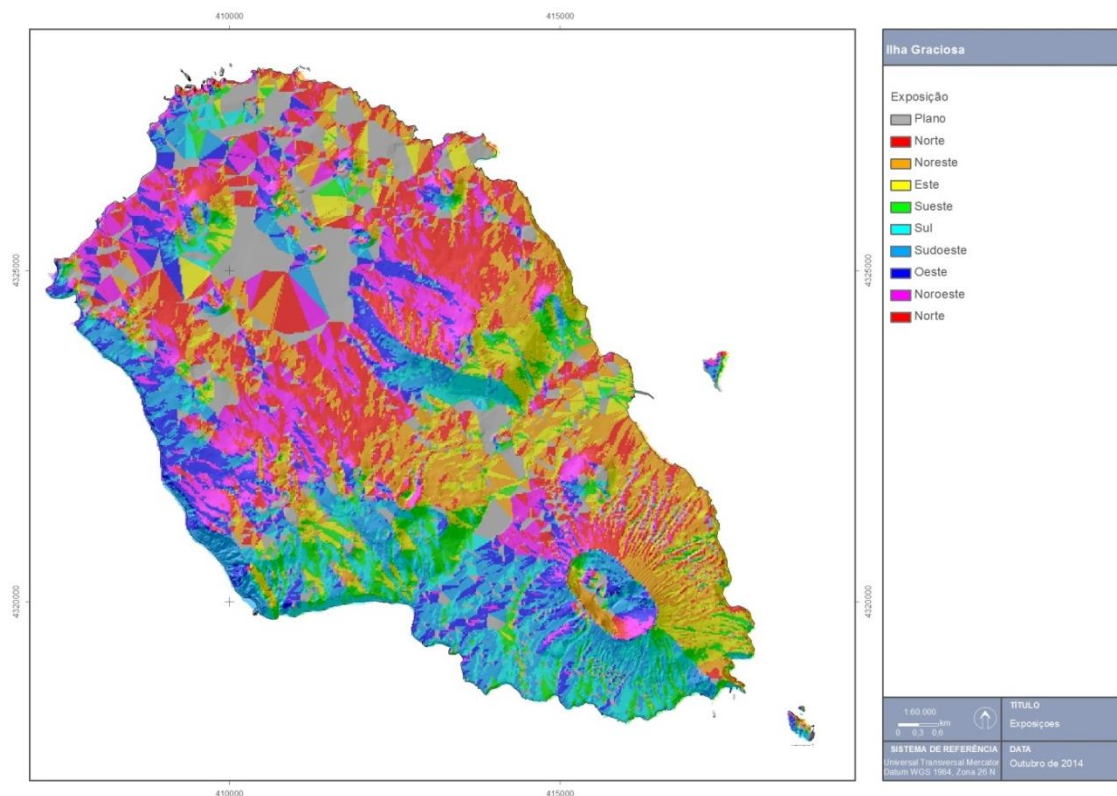 410000
415000
Ilha Graciosa
Exposição
Plano
Norte
Noreste
Este
Sueste
Sul
Sudoeste
Oeste
Noroeste
Norte
4325000
4325000
4320000
4320000
1:60.000
km
0 0,3 0,6
TÍTULO
Exposiçoes
SISTEMA DE REFERÊNCIA
Universal Transversal Mercator
Datum WGS 1984, Zona 26 N
DATA
Outubro de 2014
410000
415000